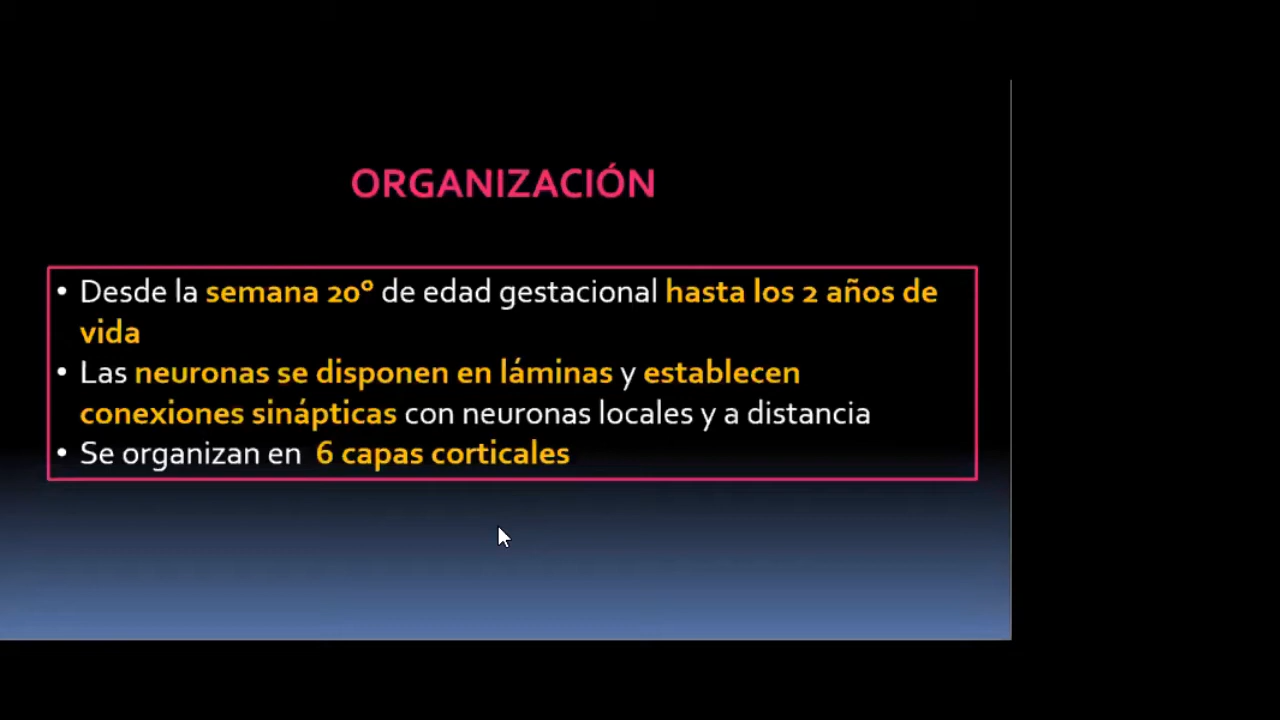 ORGANIZACIÓN
• Desde la semana 20° de edad gestacional hasta los 2 años de
vida
• Las neuronas se disponen en láminas y establecen
conexiones sinápticas con neuronas locales y a distancia
• Se organizan en 6 capas corticales